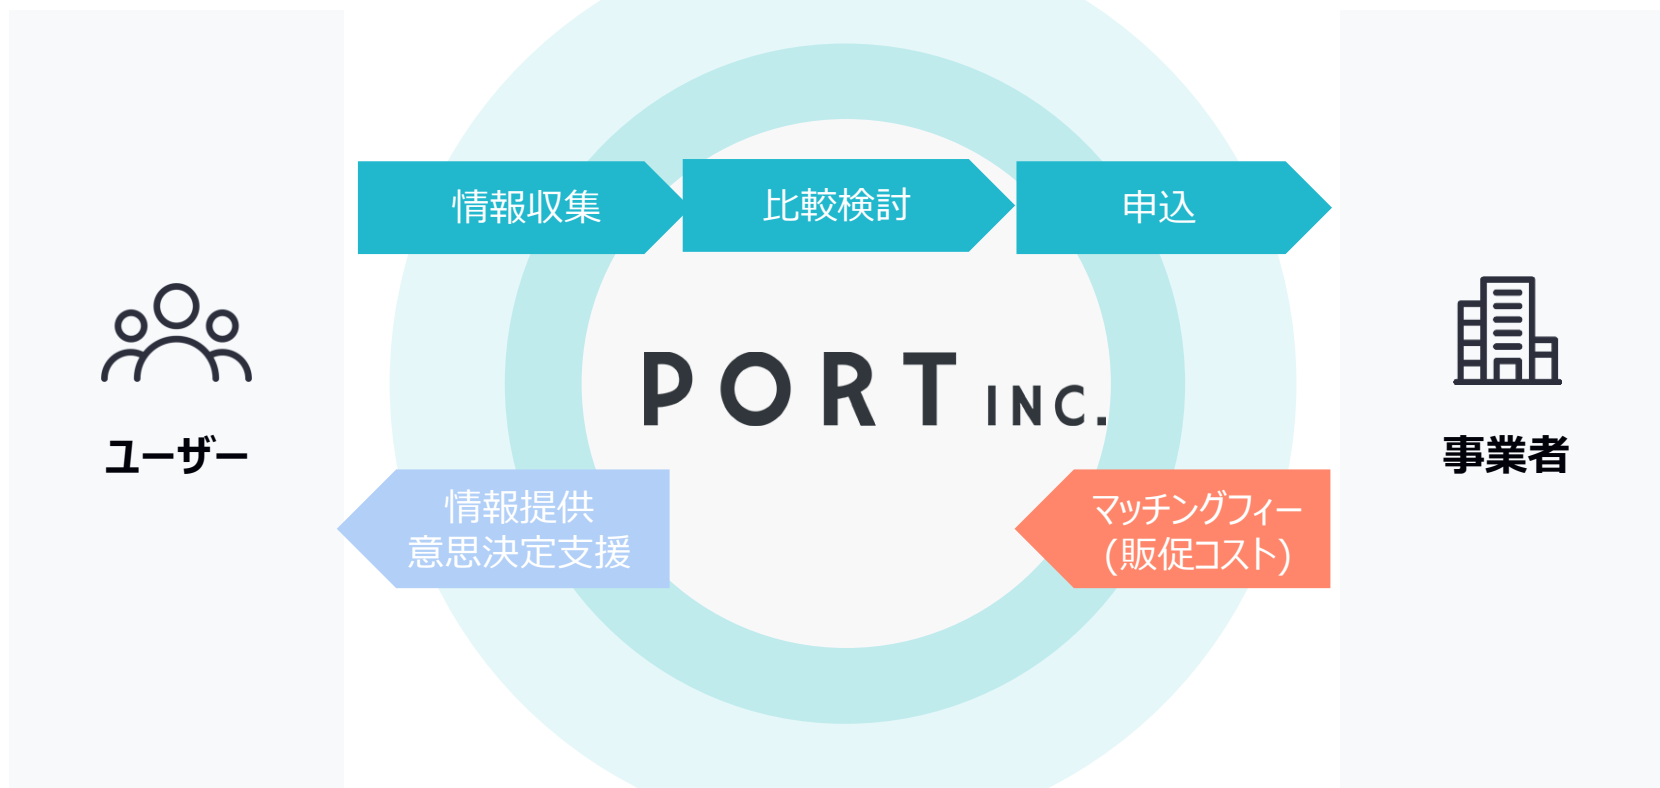 情報収集
比較検討
申込
PORT INC.
ユーザー
事業者
情報提供
意思決定支援
マッチングフィー
(販促コスト)